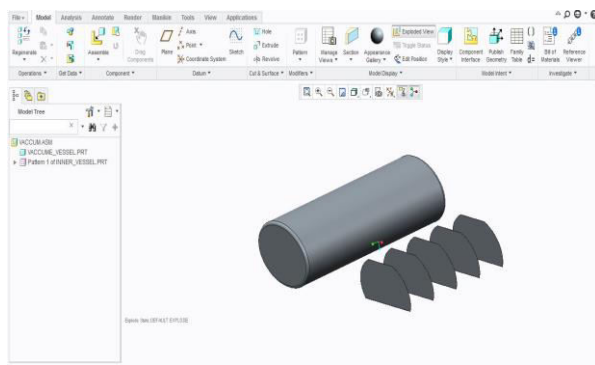 File Model Analysis Annotate Render Manikin Tools View Applications
Regenerate
Assemble
Drag Components
Plane
Axis
Point
Coordinate System
Sketch
Hole
Extrude
Revolve
Pattern
Manage Views
Section
Appearance Gallery
Exploded View
Toggle Status
Edit Position
Display Style
Component Interface
Publish Geometry
Family Table
d=
Bill of Materials
Reference Viewer
Operations Get Data Component Datum Cut & Surface Modifiers Model Display Model Intent Investigate
Model Tree
VACCUM.ASM
VACCUME_VESSEL.PRT
Pattern 1 of INNER_VESSEL.PRT